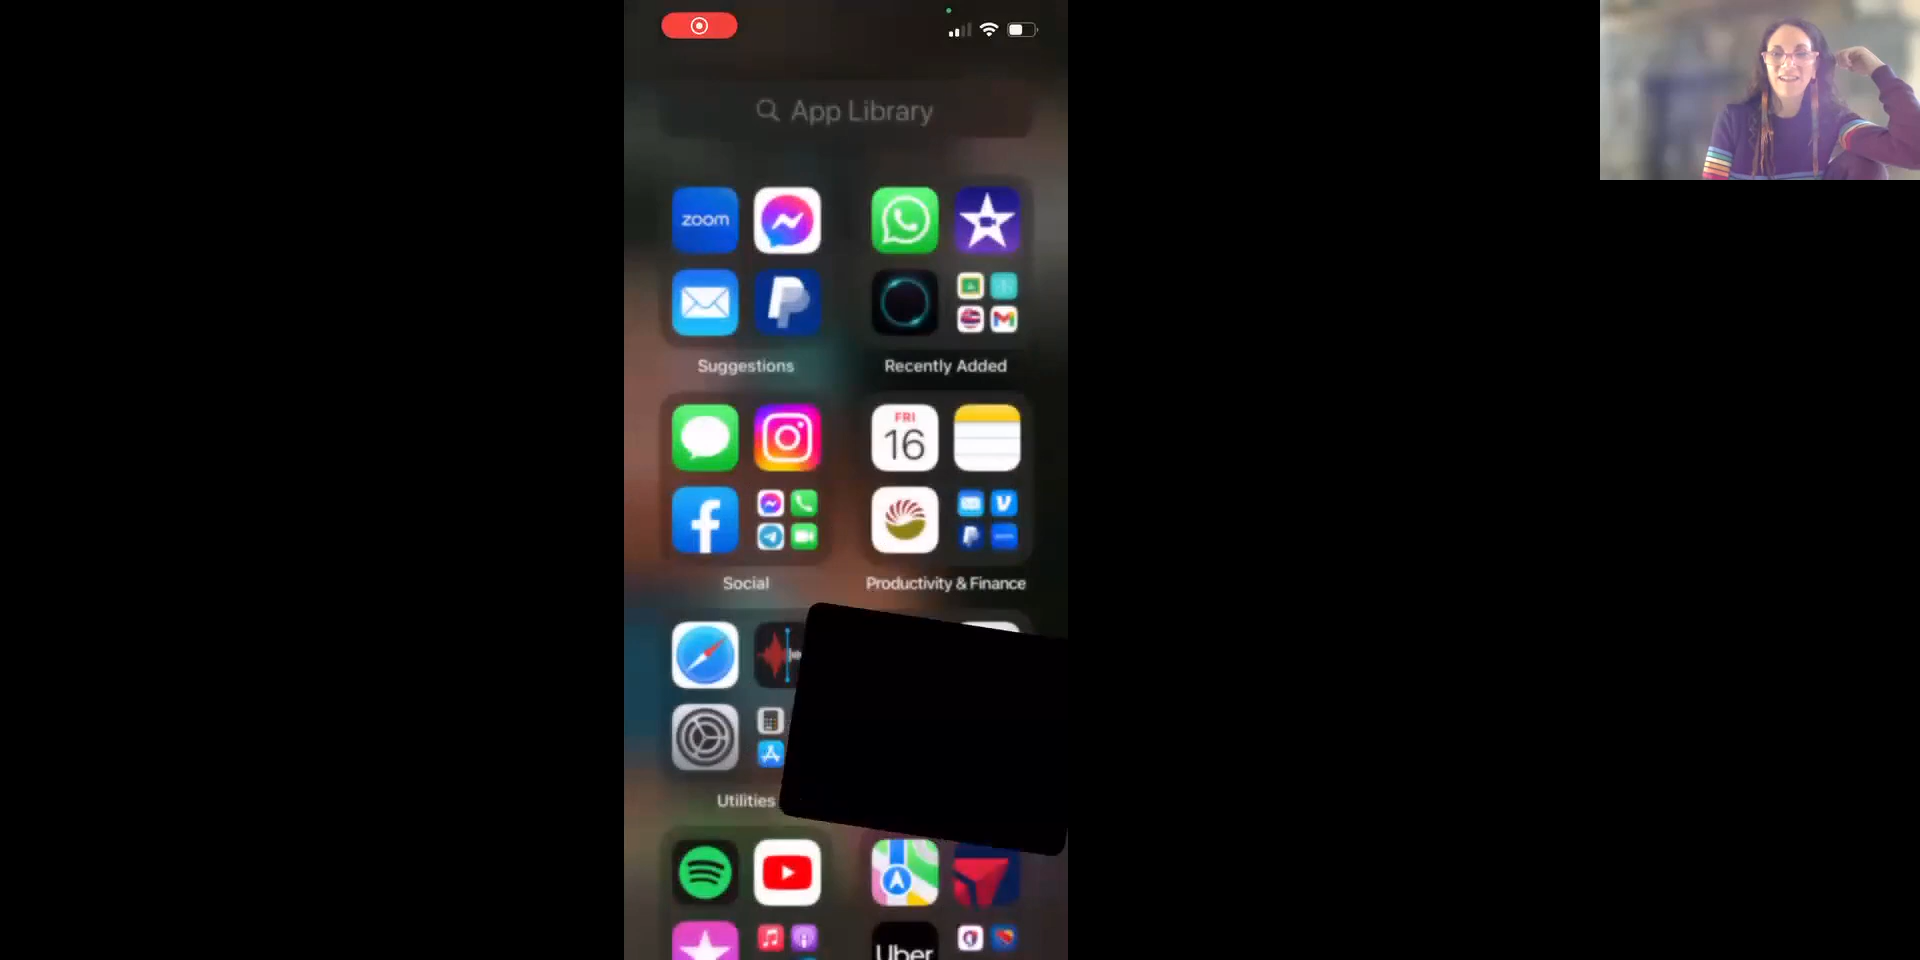 App Library
zoom
Suggestions
Recently Added
FRI
16
Social
Productivity & Finance
Utilities
Uber